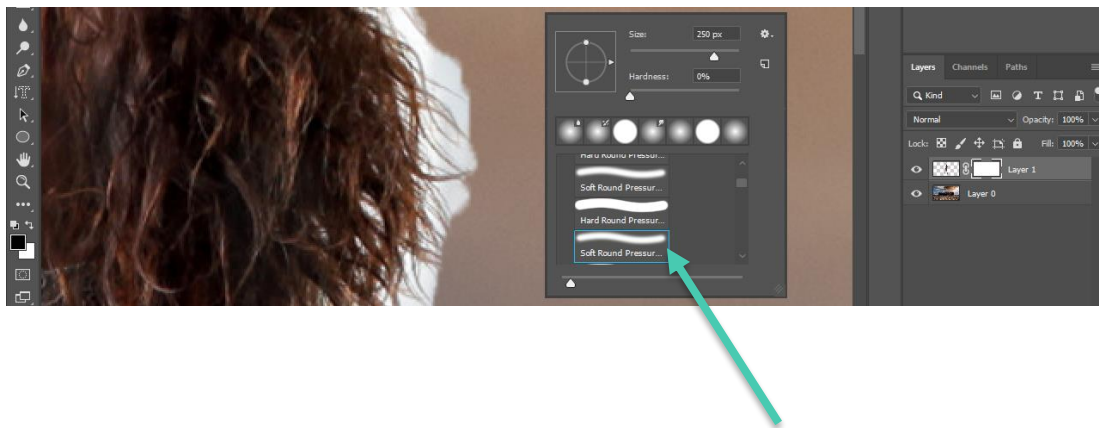 Size: 250 px
Hardness: 0%
Hard Round Pressur...
Soft Round Pressur...
Hard Round Pressur...
Soft Round Pressur...
Layers Channels Paths
Kind
Normal Opacity: 100%
Lock: Fill: 100%
Layer 1
Layer 0